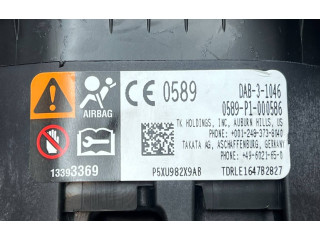 AIRBAG
CE 0589
DAB-3-1046
0589-P1-000586
TK HOLDINGS, INC, AUBURN HILLS, US
PHONE: +001-248-373-8040
TAKATA AG, ASCHAFFENBURG, GERMANY
PHONE: +49-6021-65-0
13393369
P5XU982X9AB
TDRLE1647B2827